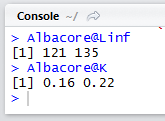 Console ~/
> Albacore@Linf
[1] 121 135
> Albacore@K
[1] 0.16 0.22
>